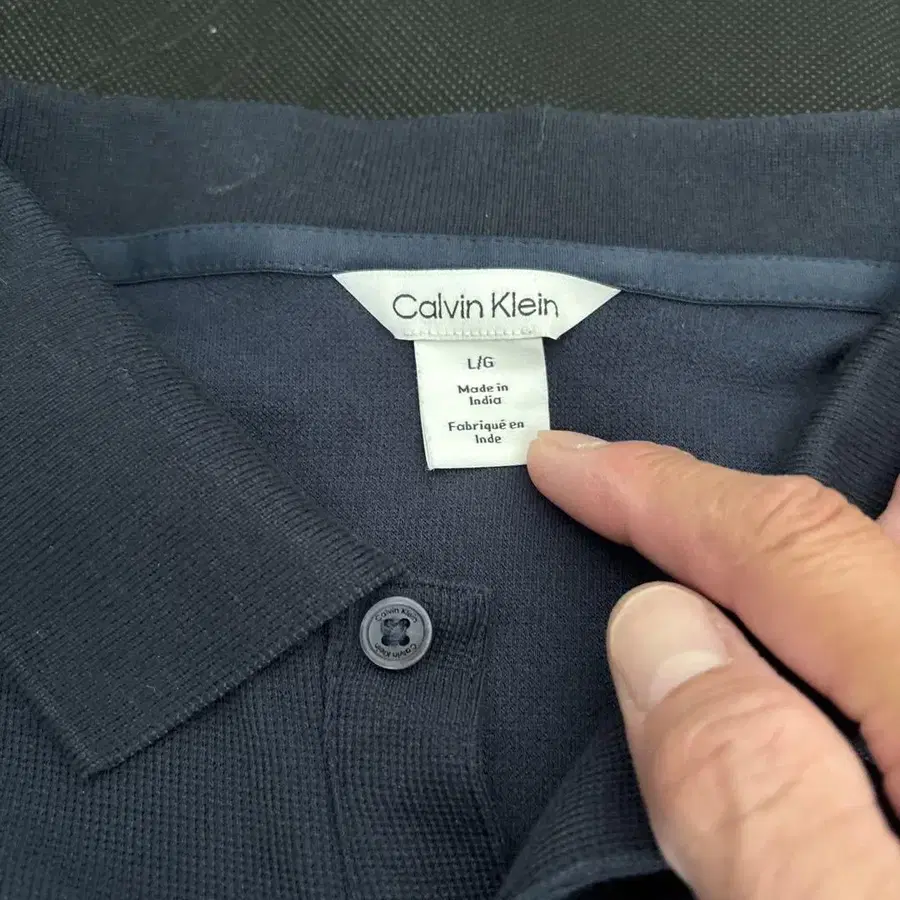 Calvin Klein
L/G
Made in
India
Fabriqué en
Inde
Calvin Klein
Calvin Klein